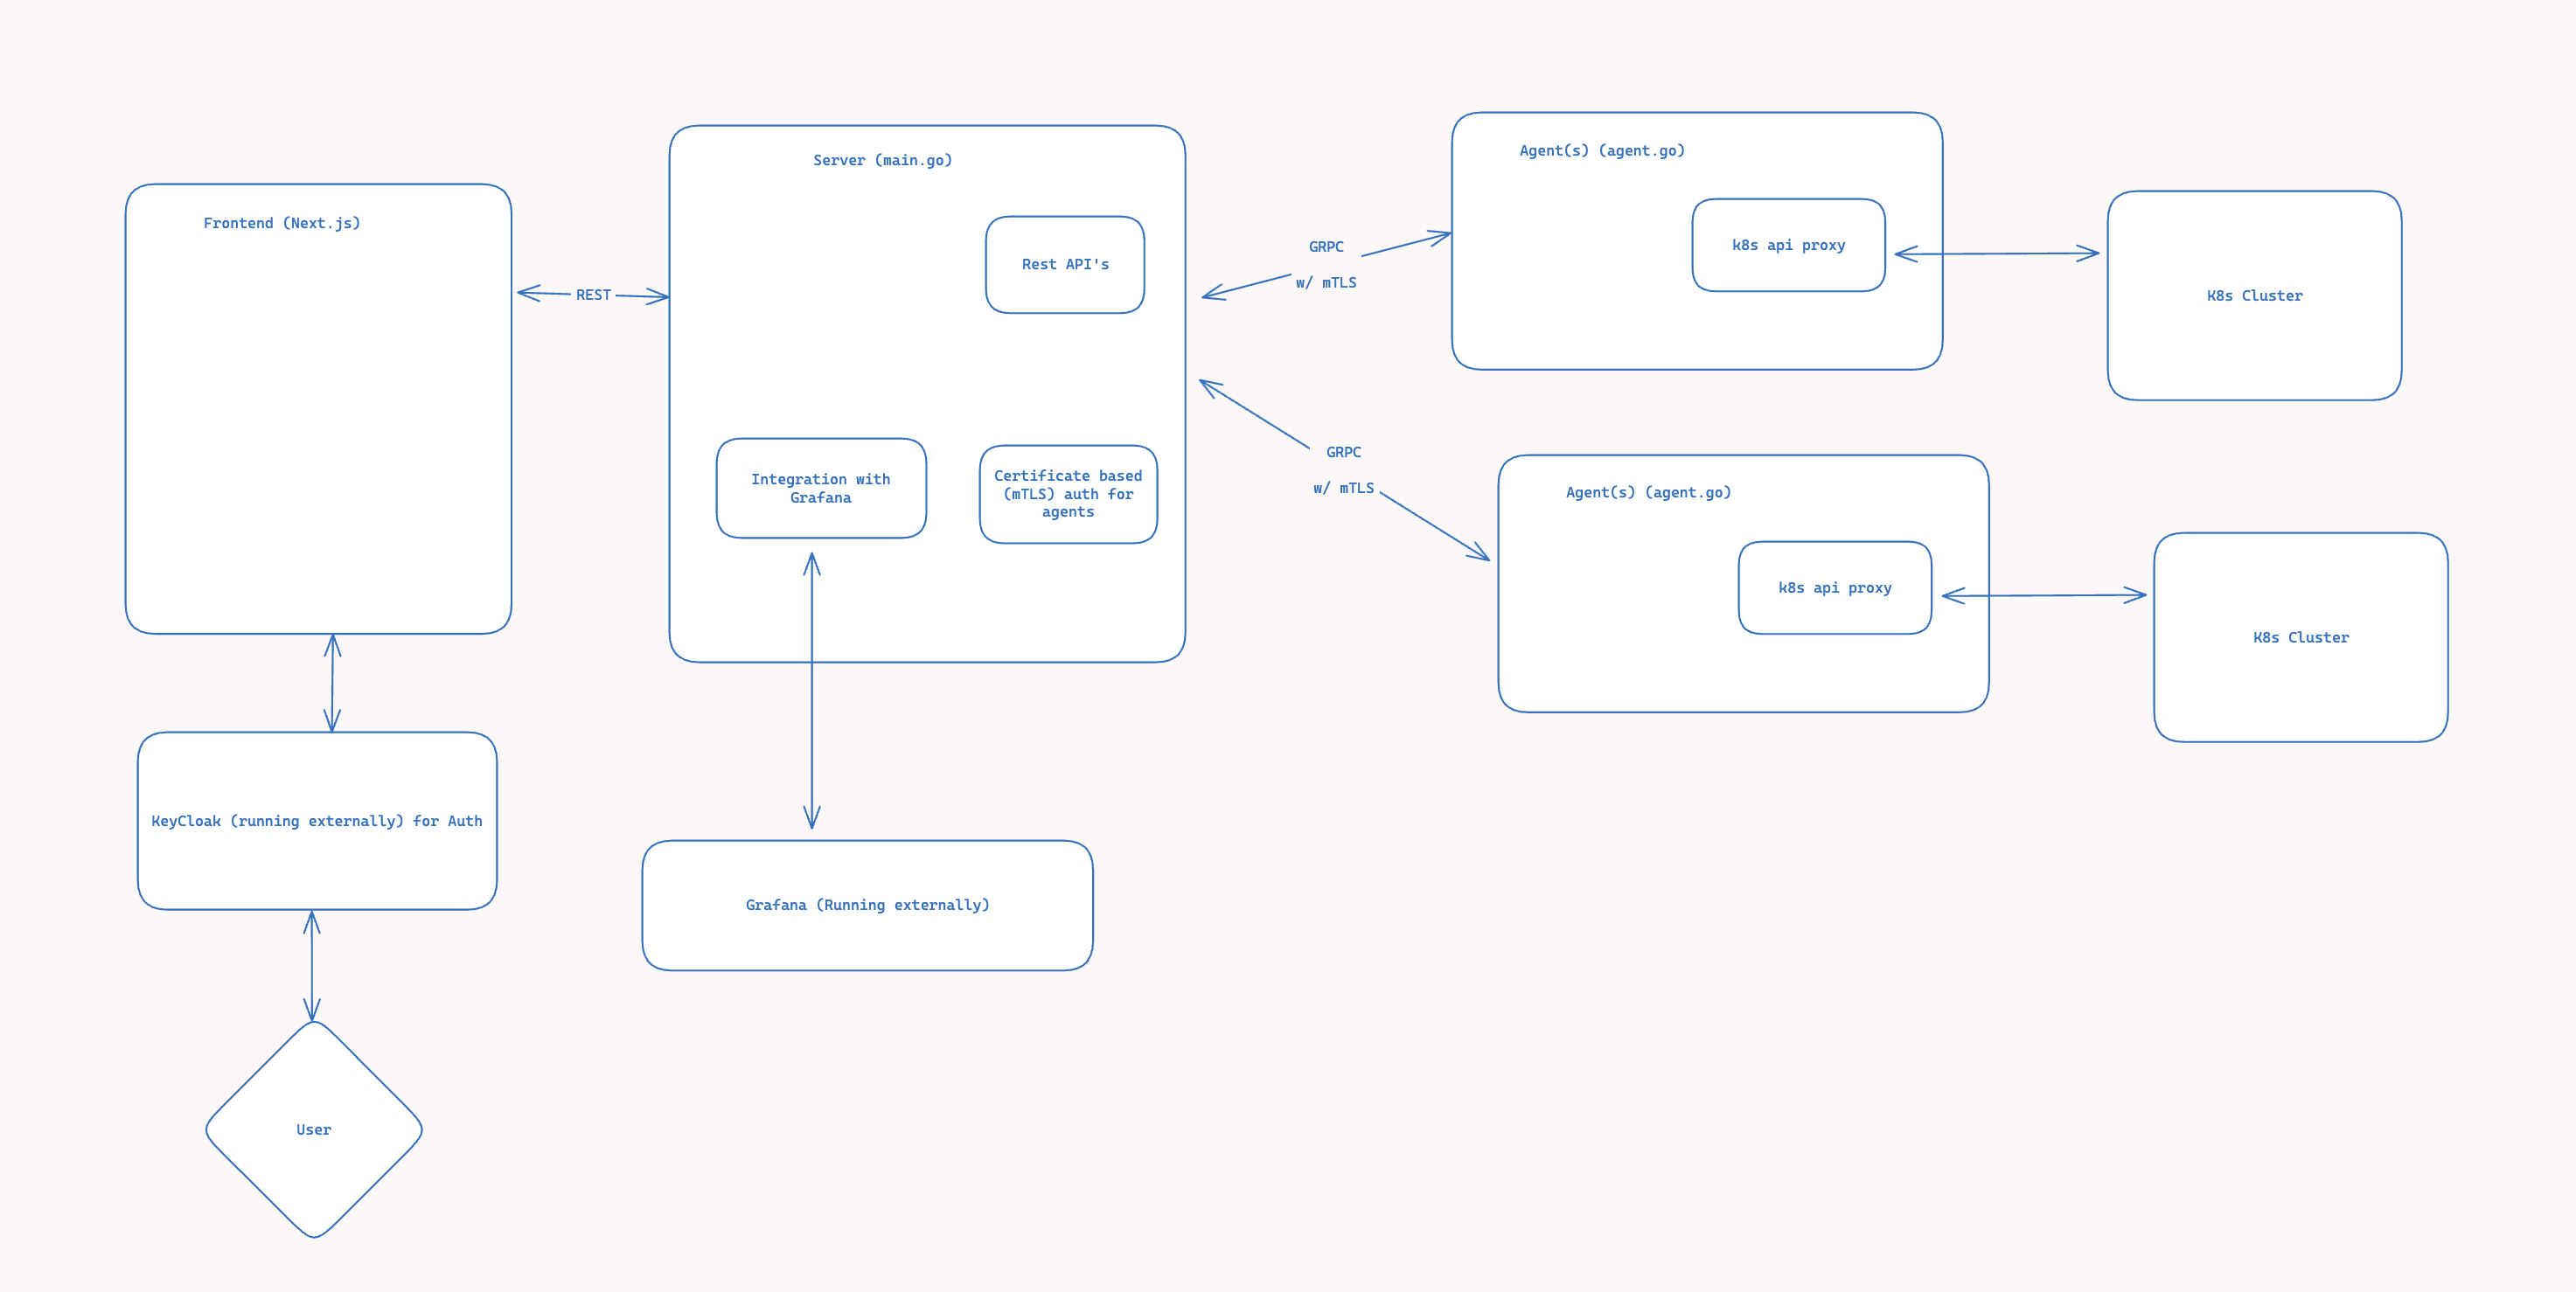 Server (main.go)
Frontend (Next.js)
Rest API's
REST
Integration with
Grafana
Certificate based
(mTLS) auth for
agents
GRPC
w/ mTLS
GRPC
w/ mTLS
Agent(s) (agent.go)
k8s api proxy
K8s Cluster
Agent(s) (agent.go)
k8s api proxy
K8s Cluster
KeyCloak (running externally) for Auth
Grafana (Running externally)
User